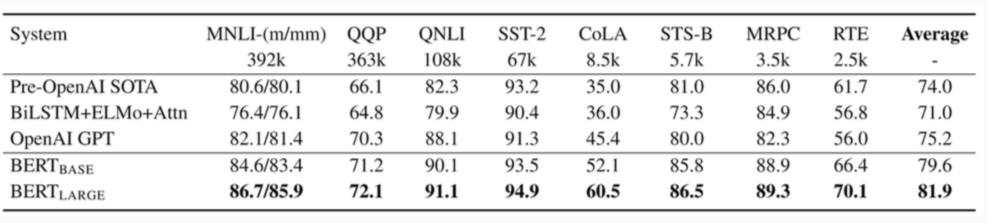 System MNLI-(m/mm) QQP QNLI SST-2 CoLA STS-B MRPC RTE Average
392k 363k 108k 67k 8.5k 5.7k 3.5k 2.5k -
Pre-OpenAI SOTA 80.6/80.1 66.1 82.3 93.2 35.0 81.0 86.0 61.7 74.0
BiLSTM+ELMo+Attn 76.4/76.1 64.8 79.9 90.4 36.0 73.3 84.9 56.8 71.0
OpenAI GPT 82.1/81.4 70.3 88.1 91.3 45.4 80.0 82.3 56.0 75.2
BERTBASE 84.6/83.4 71.2 90.1 93.5 52.1 85.8 88.9 66.4 79.6
BERTLARGE 86.7/85.9 72.1 91.1 94.9 60.5 86.5 89.3 70.1 81.9